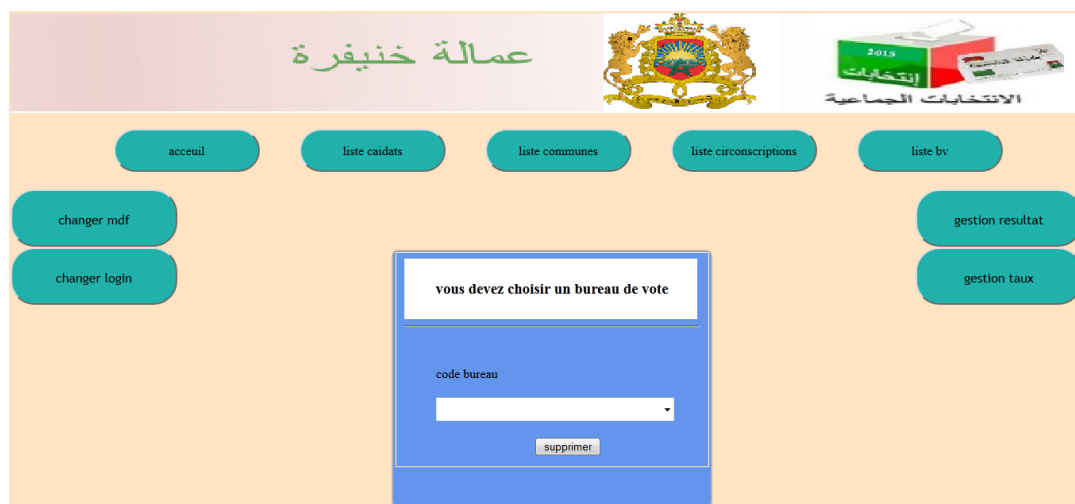 عمالة خنيفرة
2015
إنتخابات
الانتخابات الجماعية
acceuil
liste caidats
liste communes
liste circonscriptions
liste bv
changer mdf
gestion resultat
changer login
gestion taux
vous devez choisir un bureau de vote
code bureau
supprimer